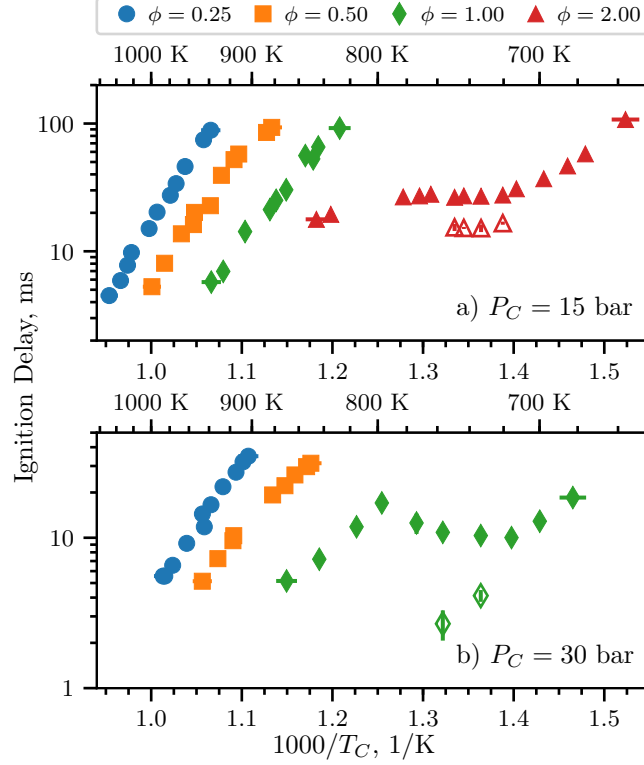 ϕ = 0.25 ϕ = 0.50 ϕ = 1.00 ϕ = 2.00
1000 K 900 K 800 K 700 K
100
10
a) P_C = 15 bar
1.0 1.1 1.2 1.3 1.4 1.5
Ignition Delay, ms
1000 K 900 K 800 K 700 K
10
1
b) P_C = 30 bar
1.0 1.1 1.2 1.3 1.4 1.5
1000/T_C, 1/K